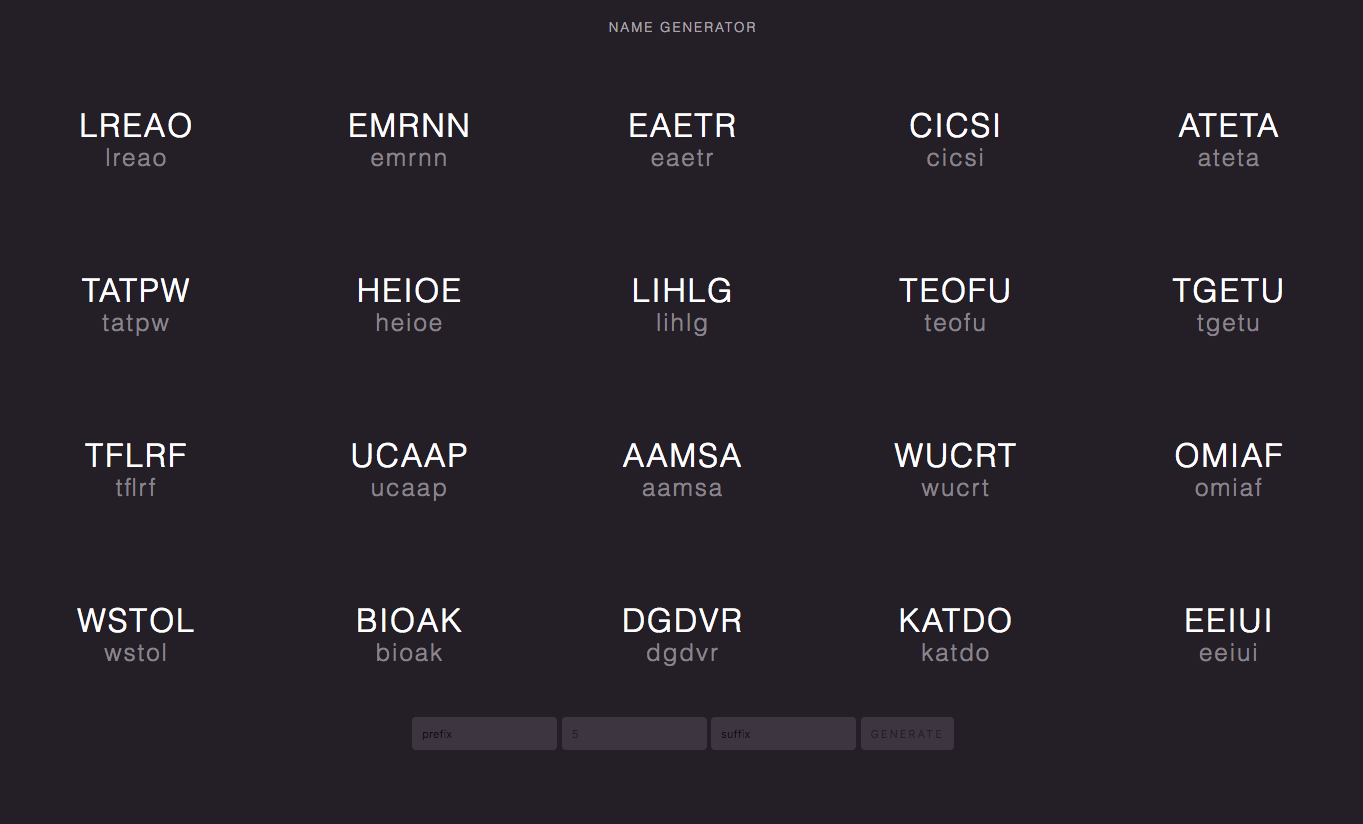 NAME GENERATOR
LREAO EMRNN EAETR CICSI ATETA
lreao emrnn eaetr cicsi ateta
TATPW HEIOE LIHLG TEOFU TGETU
tatpw heioe lihlg teofu tgetu
TFLRF UCAAP AAMSA WUCRT OMIAF
tflrf ucaap aamsa wucrt omiaf
WSTOL BIOAK DGDVR KATDO EEIUI
wstol bioak dgdvr katdo eeiui
prefix 5 suffix GENERATE